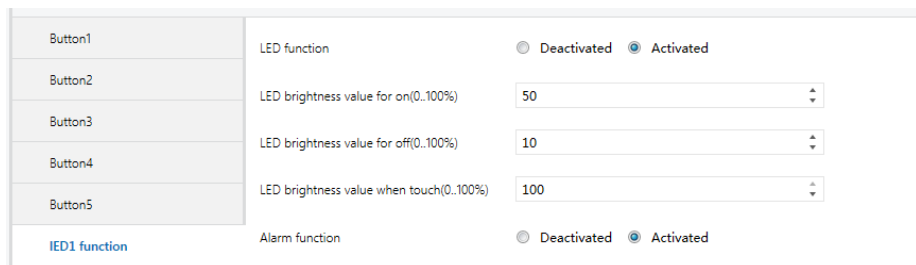 Button1
LED function Deactivated Activated
Button2
LED brightness value for on(0..100%) 50
Button3
LED brightness value for off(0..100%) 10
Button4
LED brightness value when touch(0..100%) 100
Button5
Alarm function Deactivated Activated
IED1 function